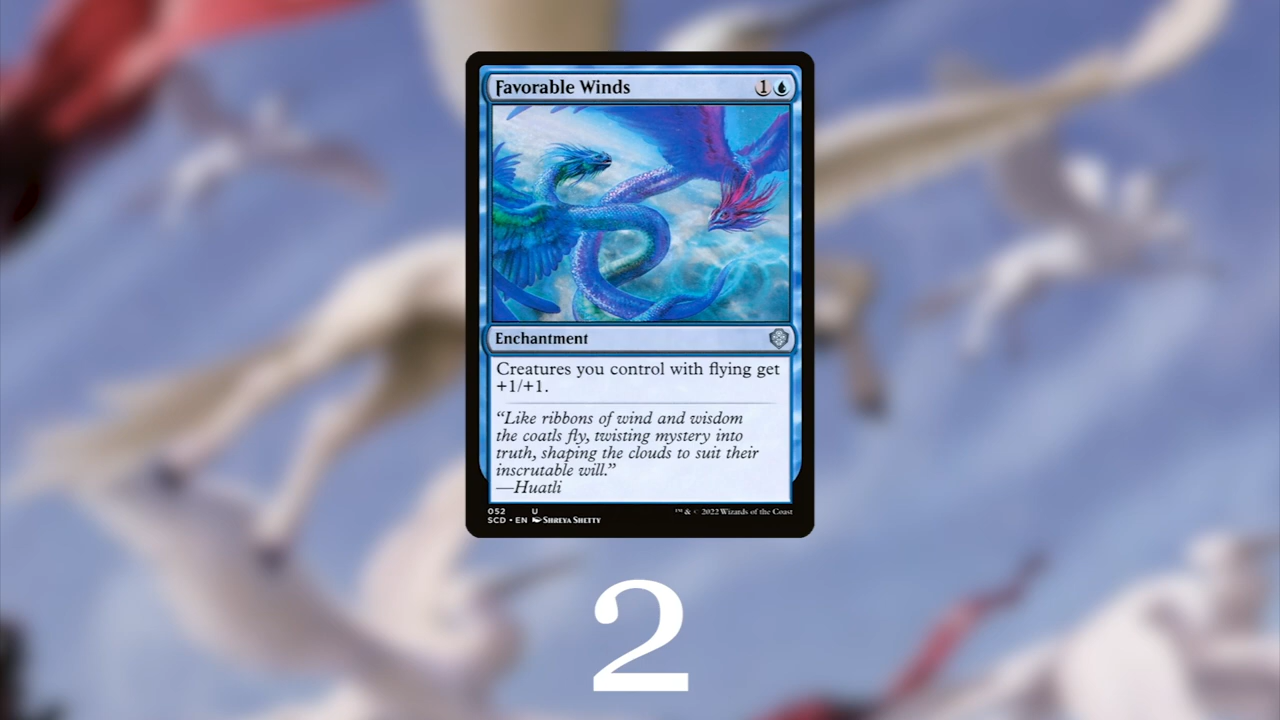 Favorable Winds 1
Enchantment
Creatures you control with flying get
+1/+1.
“Like ribbons of wind and wisdom
the coatls fly, twisting mystery into
truth, shaping the clouds to suit their
inscrutable will.”
—Huatli
052 U
SCD • EN Shreya Shetty
™ & © 2022 Wizards of the Coast
2